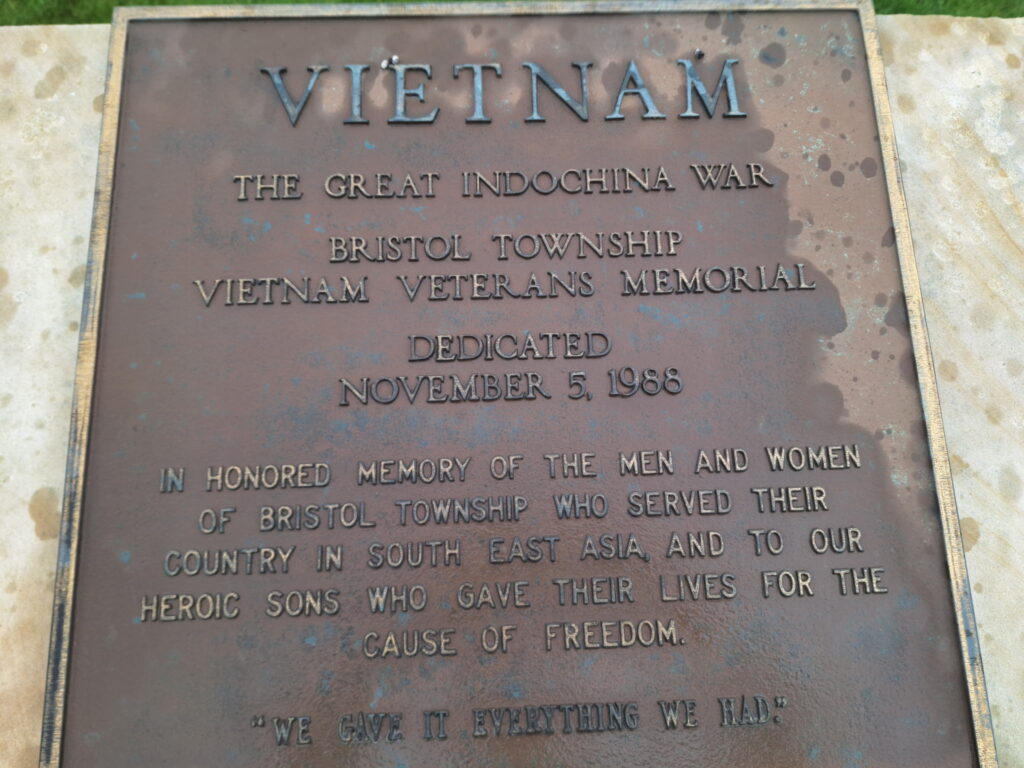 VIETNAM
THE GREAT INDOCHINA WAR
BRISTOL TOWNSHIP
VIETNAM VETERANS MEMORIAL
DEDICATED
NOVEMBER 5, 1988
IN HONORED MEMORY OF THE MEN AND WOMEN
OF BRISTOL TOWNSHIP WHO SERVED THEIR
COUNTRY IN SOUTH EAST ASIA, AND TO OUR
HEROIC SONS WHO GAVE THEIR LIVES FOR THE
CAUSE OF FREEDOM.
"WE GAVE IT EVERYTHING WE HAD."